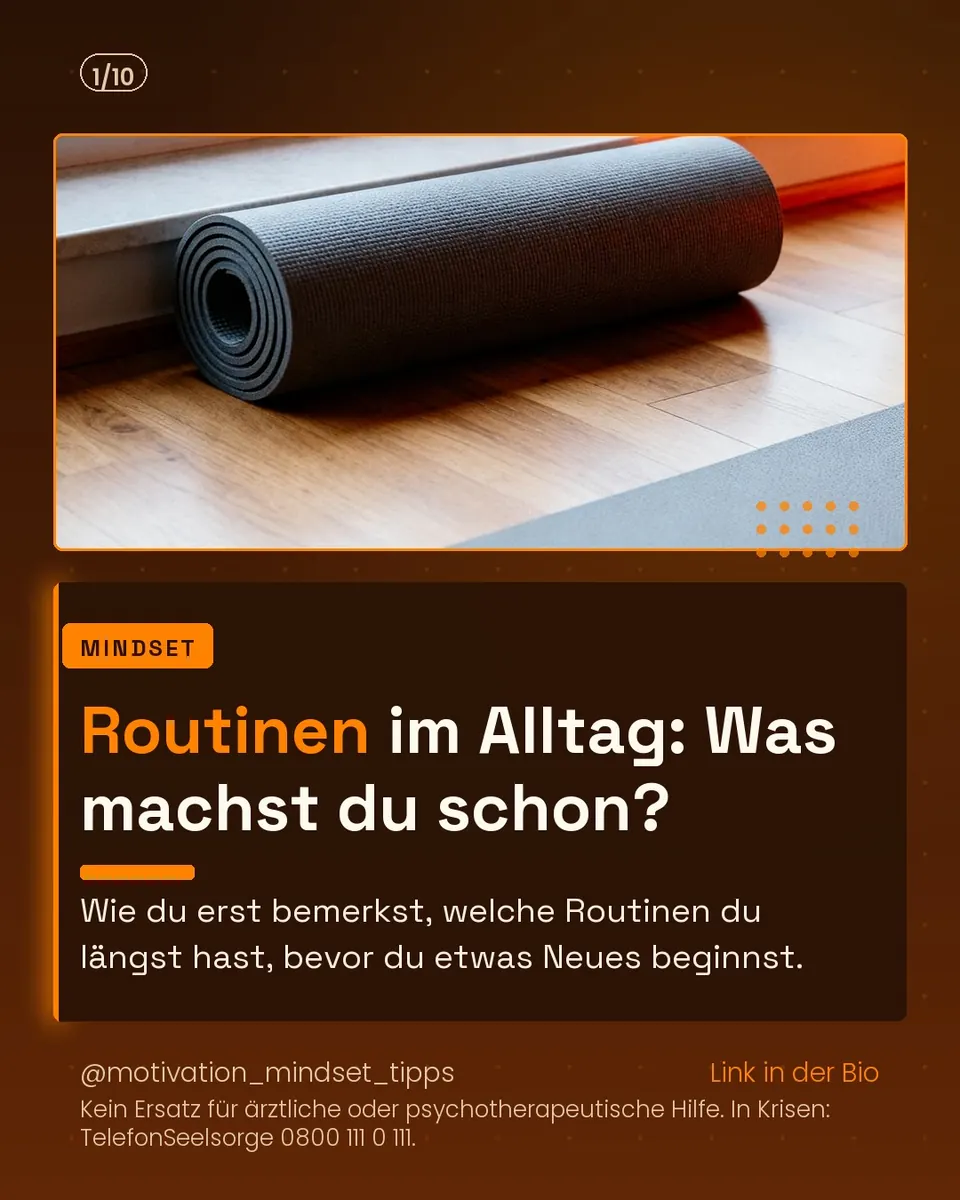 1/10
MINDSET
Routinen im Alltag: Was
machst du schon?
Wie du erst bemerkst, welche Routinen du
längst hast, bevor du etwas Neues beginnst.
@motivation_mindset_tipps
Link in der Bio
Kein Ersatz für ärztliche oder psychotherapeutische Hilfe. In Krisen:
TelefonSeelsorge 0800 111 0 111.